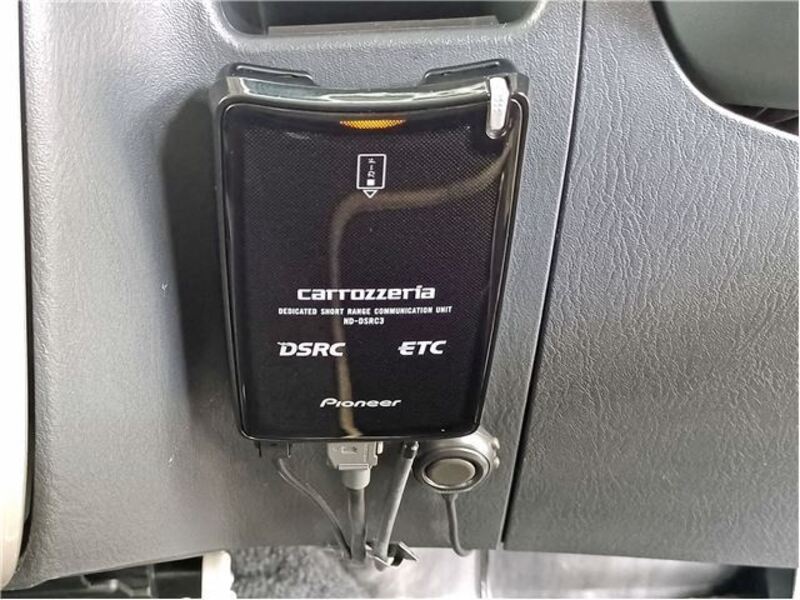 carrozzeria
DEDICATED SHORT RANGE COMMUNICATION UNIT
ND-DSRC3
DSRC ETC
Pioneer